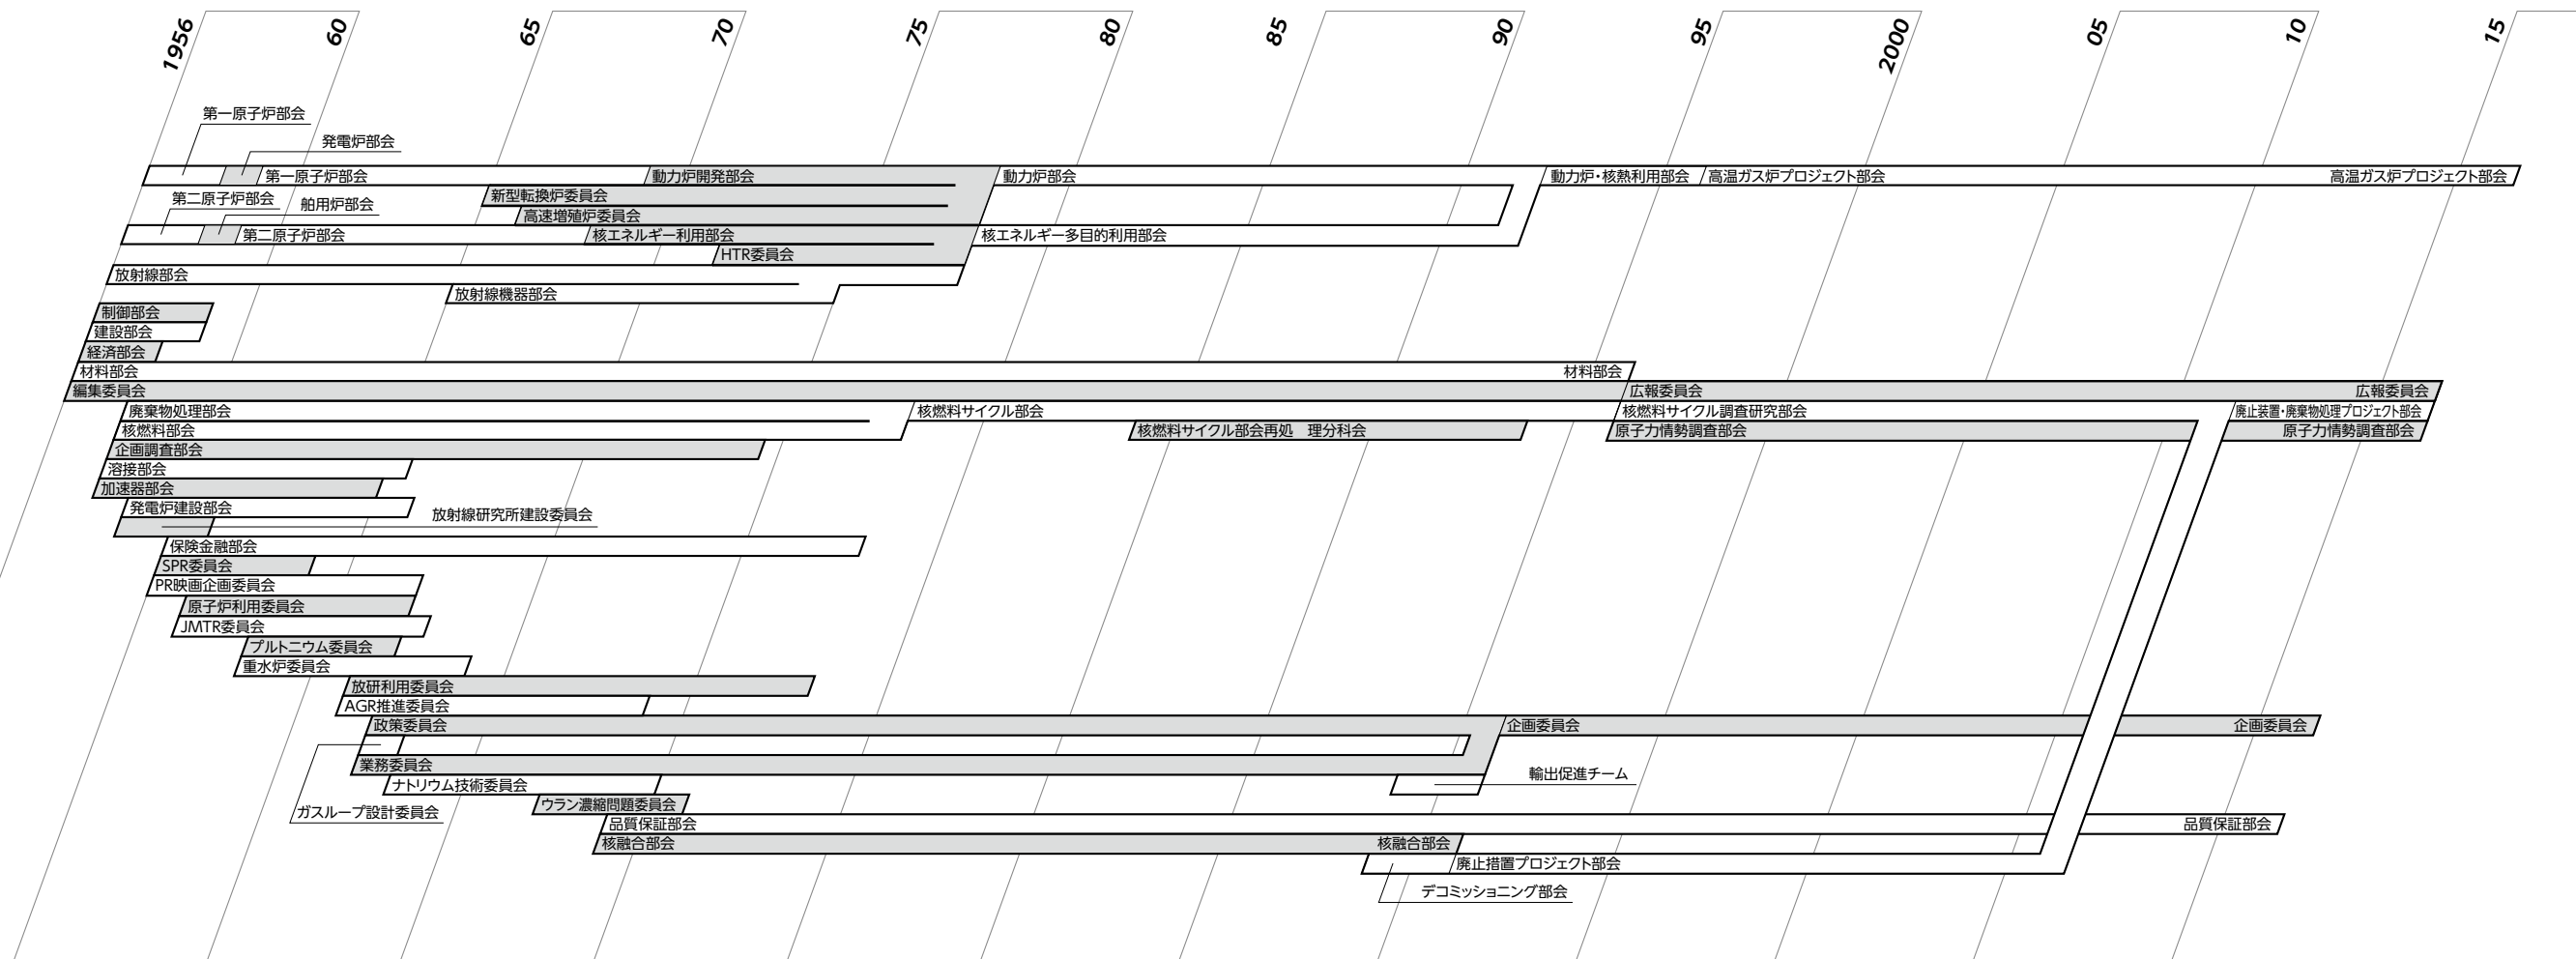 1956
60
65
70
75
80
85
90
95
2000
05
10
15
第一原子炉部会
発電炉部会
第一原子炉部会
動力炉開発部会
動力炉部会
動力炉・核熱利用部会
高温ガス炉プロジェクト部会
高温ガス炉プロジェクト部会
新型転換炉委員会
第二原子炉部会
舶用炉部会
高速増殖炉委員会
第二原子炉部会
核エネルギー利用部会
核エネルギー多目的利用部会
HTR委員会
放射線部会
放射線機器部会
制御部会
建設部会
経済部会
材料部会
材料部会
編集委員会
広報委員会
広報委員会
廃棄物処理部会
核燃料サイクル部会
核燃料サイクル調査研究部会
廃止装置・廃棄物処理プロジェクト部会
核燃料部会
核燃料サイクル部会再処　理分科会
原子力情勢調査部会
原子力情勢調査部会
企画調査部会
溶接部会
加速器部会
発電炉建設部会
放射線研究所建設委員会
保険金融部会
SPR委員会
PR映画企画委員会
原子炉利用委員会
JMTR委員会
プルトニウム委員会
重水炉委員会
放研利用委員会
AGR推進委員会
政策委員会
企画委員会
企画委員会
業務委員会
輸出促進チーム
ナトリウム技術委員会
ウラン濃縮問題委員会
ガスループ設計委員会
品質保証部会
品質保証部会
核融合部会
核融合部会
廃止措置プロジェクト部会
デコミッショニング部会